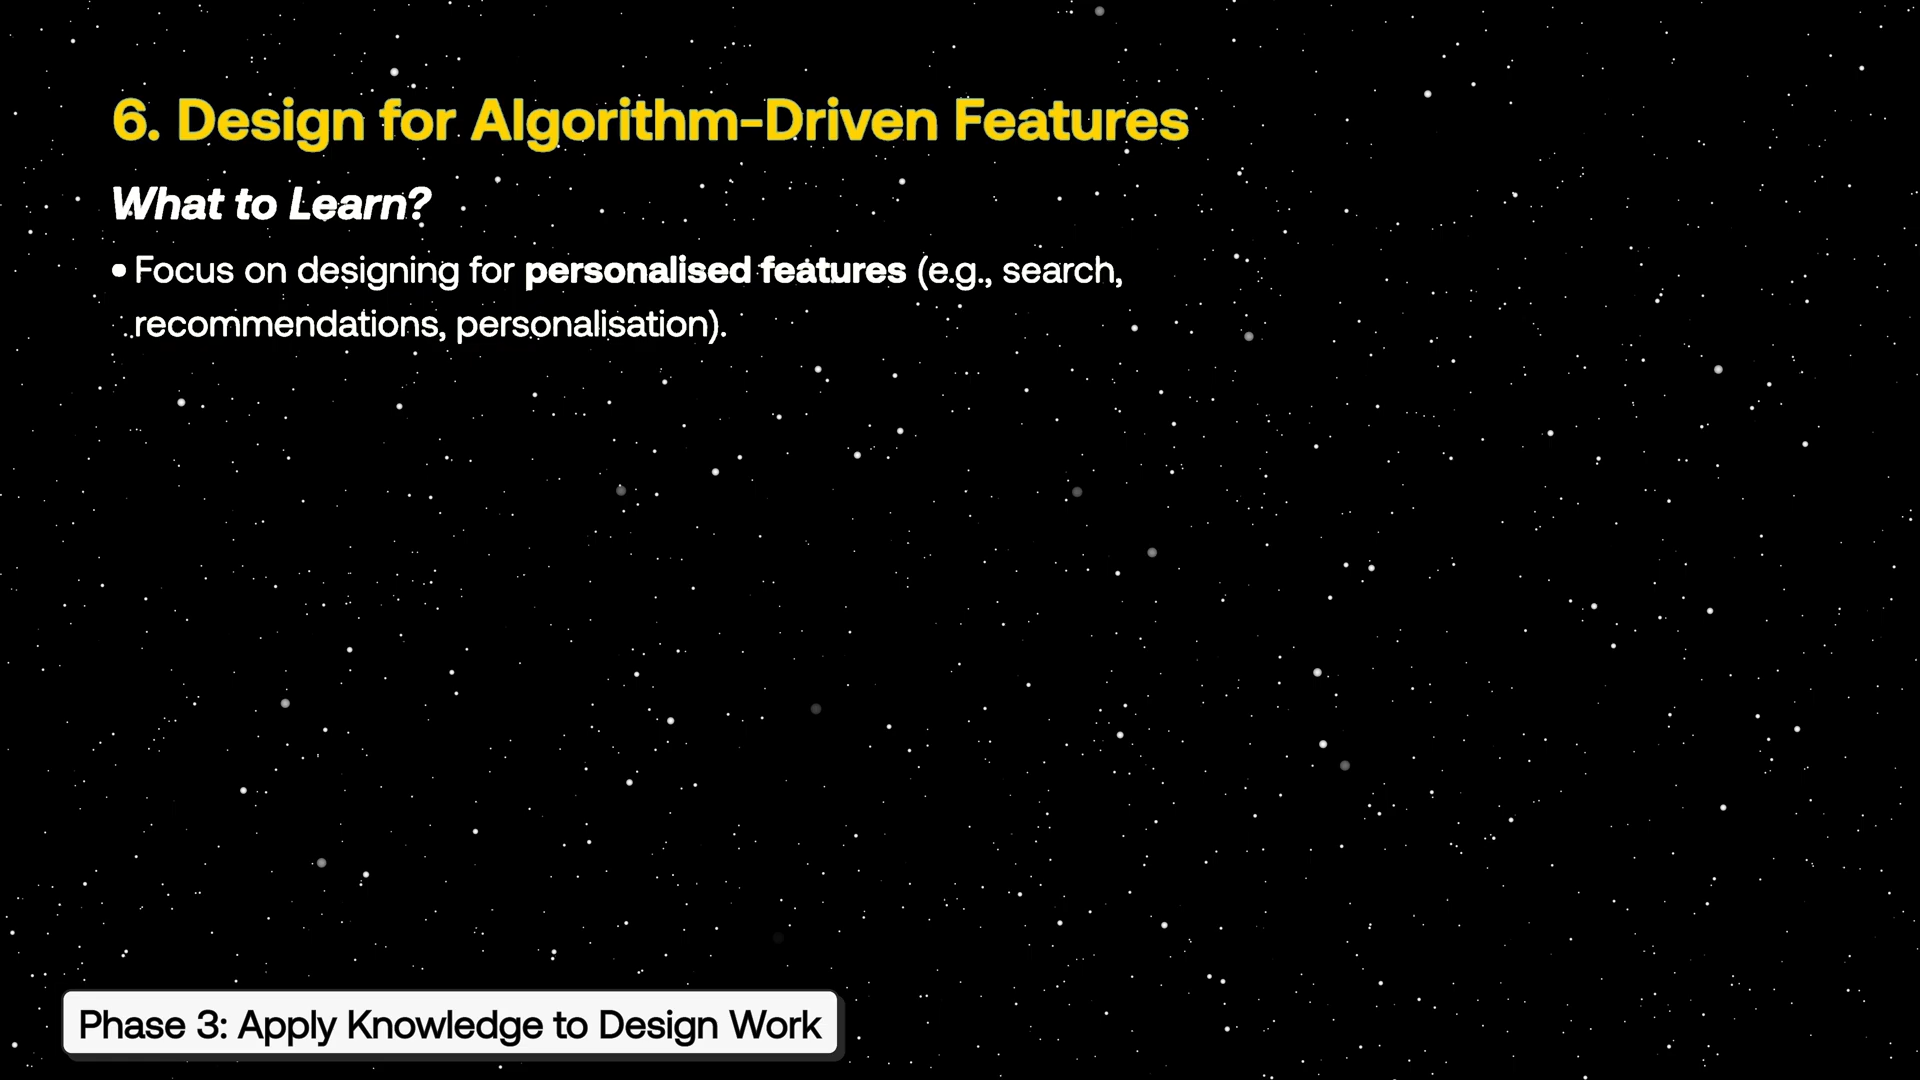 6. Design for Algorithm-Driven Features
What to Learn?
• Focus on designing for personalised features (e.g., search,
recommendations, personalisation).
Phase 3: Apply Knowledge to Design Work